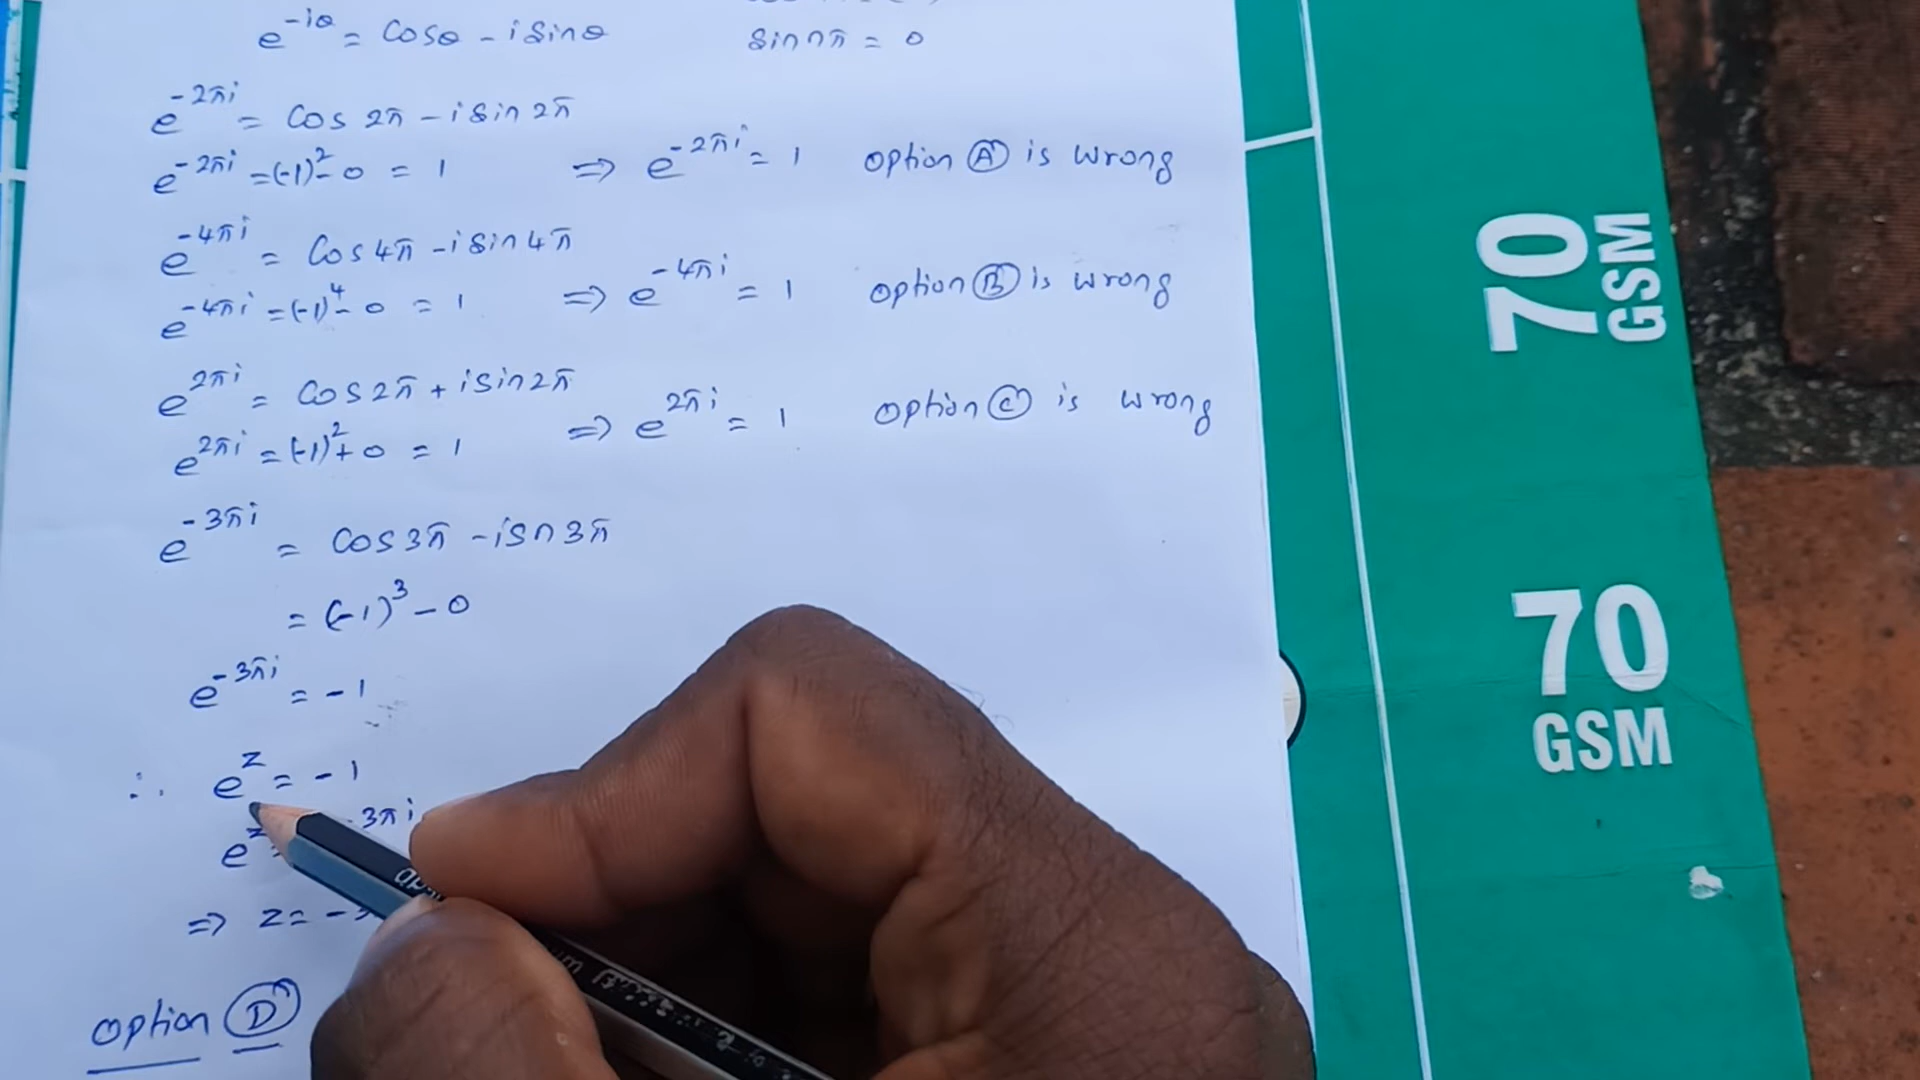 e^{-iθ} = Cosθ - i Sinθ    Sin nπ = 0
e^{-2πi} = Cos 2π - i Sin 2π
e^{-2πi} = (-1)^2 - 0 = 1 ⇒ e^{-2πi} = 1 option Ⓐ is wrong
e^{-4πi} = Cos 4π - i Sin 4π
e^{-4πi} = (-1)^4 - 0 = 1 ⇒ e^{-4πi} = 1 option Ⓑ is wrong
e^{2πi} = Cos 2π + i Sin 2π
e^{2πi} = (-1)^2 + 0 = 1 ⇒ e^{2πi} = 1 option Ⓒ is wrong
e^{-3πi} = Cos 3π - i Sn 3π
= (-1)^3 - 0
e^{-3πi} = -1
∴ e^z = -1
e^z = 3πi
⇒ z = -3
option Ⓓ
70
GSM
70
GSM